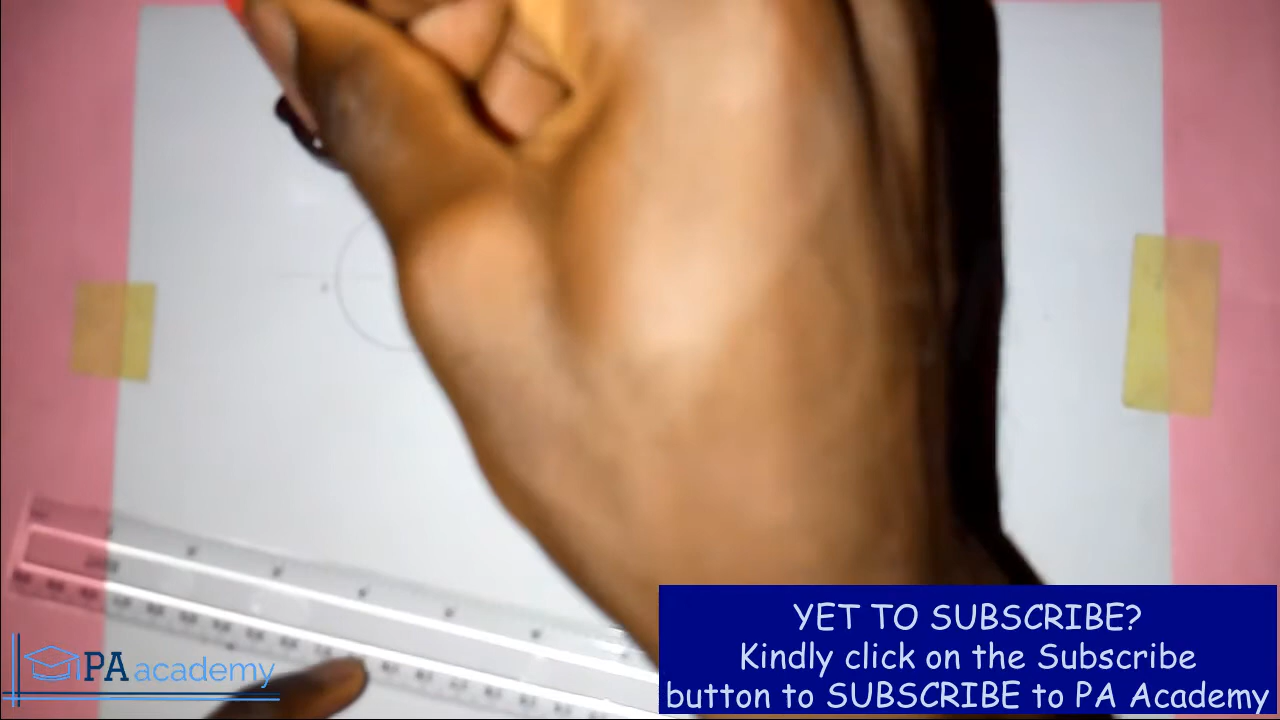 PA academy
YET TO SUBSCRIBE?
Kindly click on the Subscribe
button to SUBSCRIBE to PA Academy